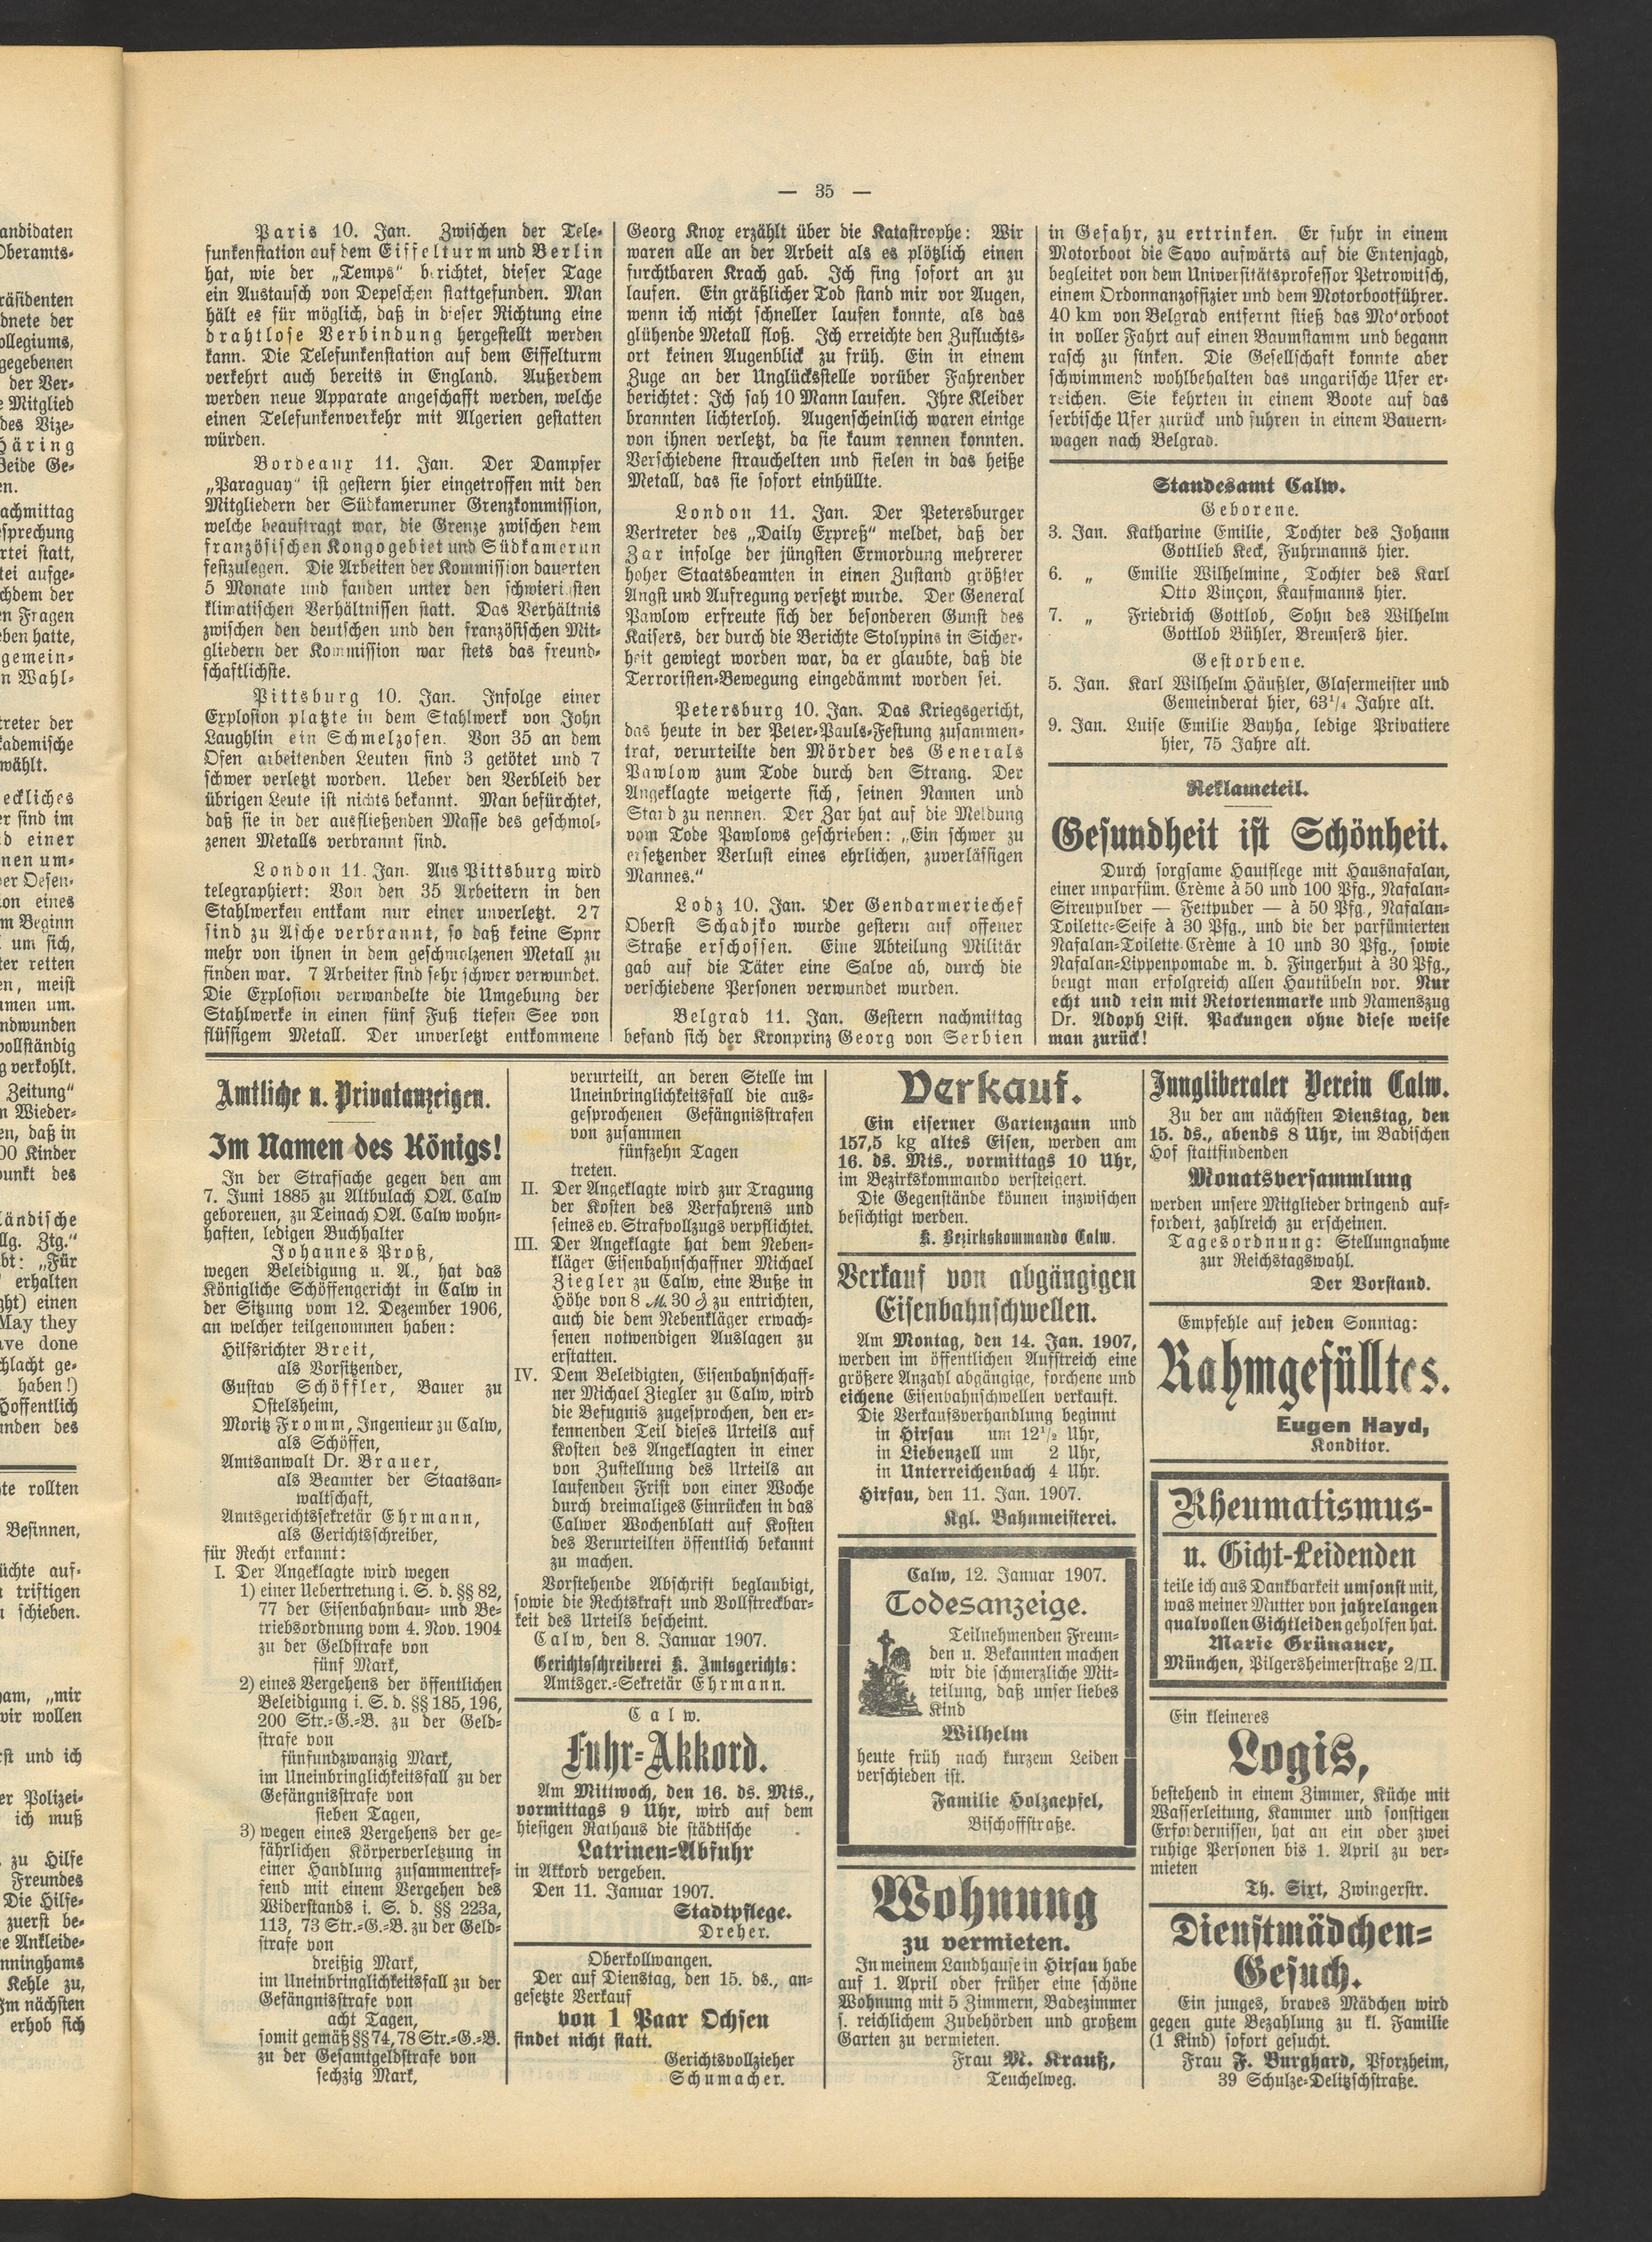 — 35 —
Paris 10. Jan. Zwischen der Tele-
funkenstation auf dem Eiffelturm und Berlin
hat, wie der „Temps“ berichtet, dieser Tage
ein Austausch von Depeschen stattgefunden. Man
hält es für möglich, daß in dieser Richtung eine
drahtlose Verbindung hergestellt werden
kann. Die Telefunkenstation auf dem Eiffelturm
verkehrt auch bereits in England. Außerdem
werden neue Apparate angeschafft werden, welche
einen Telefunkenverkehr mit Algerien gestatten
würden.
Bordeaux 11. Jan. Der Dampfer
„Paraguay“ ist gestern hier eingetroffen mit den
Mitgliedern der Südkameruner Grenzkommission,
welche beauftragt war, die Grenze zwischen dem
französischen Kongogebiet und Südkamerun
festzulegen. Die Arbeiten der Kommission dauerten
5 Monate und fanden unter den schwierigsten
klimatischen Verhältnissen statt. Das Verhältnis
zwischen den deutschen und den französischen Mit-
gliedern der Kommission war stets das freund-
schaftlichste.
Pittsburg 10. Jan. Infolge einer
Explosion platzte in dem Stahlwerk von John
Laughlin ein Schmelzofen. Von 35 an dem
Ofen arbeitenden Leuten sind 3 getötet und 7
schwer verletzt worden. Ueber den Verbleib der
übrigen Leute ist nichts bekannt. Man befürchtet,
daß sie in der ausfließenden Masse des geschmol-
zenen Metalls verbrannt sind.
London 11. Jan. Aus Pittsburg wird
telegraphiert: Von den 35 Arbeitern in den
Stahlwerken entkam nur einer unverletzt. 27
sind zu Asche verbrannt, so daß keine Spur
mehr von ihnen in dem geschmolzenen Metall zu
finden war. 7 Arbeiter sind sehr schwer verwundet.
Die Explosion verwandelte die Umgebung der
Stahlwerke in einen fünf Fuß tiefen See von
flüssigem Metall. Der unverletzt entkommene
Georg Knox erzählt über die Katastrophe: Wir
waren alle an der Arbeit als es plötzlich einen
furchtbaren Krach gab. Ich fing sofort an zu
laufen. Ein gräßlicher Tod stand mir vor Augen,
wenn ich nicht schneller laufen konnte, als das
glühende Metall floß. Ich erreichte den Zufluchts-
ort keinen Augenblick zu früh. Ein in einem
Zuge an der Unglücksstelle vorüber Fahrender
berichtet: Ich sah 10 Mann laufen. Ihre Kleider
brannten lichterloh. Augenscheinlich waren einige
von ihnen verletzt, da sie kaum rennen konnten.
Verschiedene strauchelten und fielen in das heiße
Metall, das sie sofort einhüllte.
London 11. Jan. Der Petersburger
Vertreter des „Daily Expreß“ meldet, daß der
Zar infolge der jüngsten Ermordung mehrerer
hoher Staatsbeamten in einen Zustand größter
Angst und Aufregung versetzt wurde. Der General
Pawlow erfreute sich der besonderen Gunst des
Kaisers, der durch die Berichte Stolypins in Sicher-
heit gewiegt worden war, da er glaubte, daß die
Terroristen-Bewegung eingedämmt worden sei.
Petersburg 10. Jan. Das Kriegsgericht,
das heute in der Peter-Pauls-Festung zusammen-
trat, verurteilte den Mörder des Generals
Pawlow zum Tode durch den Strang. Der
Angeklagte weigerte sich, seinen Namen und
Stand zu nennen. Der Zar hat auf die Meldung
vom Tode Pawlows geschrieben: „Ein schwer zu
ersetzender Verlust eines ehrlichen, zuverlässigen
Mannes.“
Lodz 10. Jan. Der Gendarmeriechef
Oberst Schadjko wurde gestern auf offener
Straße erschossen. Eine Abteilung Militär
gab auf die Täter eine Salve ab, durch die
verschiedene Personen verwundet wurden.
Belgrad 11. Jan. Gestern nachmittag
befand sich der Kronprinz Georg von Serbien
in Gefahr, zu ertrinken. Er fuhr in einem
Motorboot die Savo aufwärts auf die Entenjagd,
begleitet von dem Universitätsprofessor Petrowitsch,
einem Ordonnanzoffizier und dem Motorbootführer.
40 km von Belgrad entfernt stieß das Motorboot
in voller Fahrt auf einen Baumstamm und begann
rasch zu sinken. Die Gesellschaft konnte aber
schwimmend wohlbehalten das ungarische Ufer er-
reichen. Sie kehrten in einem Boote auf das
serbische Ufer zurück und fuhren in einem Bauern-
wagen nach Belgrad.
Standesamt Calw.
Geborene.
3. Jan. Katharine Emilie, Tochter des Johann
Gottlieb Keck, Fuhrmanns hier.
6. „ Emilie Wilhelmine, Tochter des Karl
Otto Vinçon, Kaufmanns hier.
7. „ Friedrich Gottlob, Sohn des Wilhelm
Gottlob Bühler, Bremsers hier.
Gestorbene.
5. Jan. Karl Wilhelm Häußler, Glasermeister und
Gemeinderat hier, 63¼ Jahre alt.
9. Jan. Luise Emilie Bayha, ledige Privatiere
hier, 75 Jahre alt.
Reklameteil.
Gesundheit ist Schönheit.
Durch sorgsame Hautflege mit Hausnafalan,
einer unparfüm. Crème à 50 und 100 Pfg., Nafalan-
Streupulver — Fettpuder — à 50 Pfg., Nafalan-
Toilette-Seife à 30 Pfg., und die der parfümierten
Nafalan-Toilette-Crème à 10 und 30 Pfg., sowie
Nafalan-Lippenpomade m. d. Fingerhut à 30 Pfg.,
beugt man erfolgreich allen Hautübeln vor. Nur
echt und rein mit Retortenmarke und Namenszug
Dr. Adoph List. Packungen ohne diese weise
man zurück!
Amtliche u. Privatanzeigen.
Im Namen des Königs!
In der Strafsache gegen den am
7. Juni 1885 zu Altbulach OA. Calw
geborenen, zu Teinach OA. Calw wohn-
haften, ledigen Buchhalter
Johannes Proß,
wegen Beleidigung u. A., hat das
Königliche Schöffengericht in Calw in
der Sitzung vom 12. Dezember 1906,
an welcher teilgenommen haben:
Hilfsrichter Breit,
als Vorsitzender,
Gustav Schöffler, Bauer zu
Ostelsheim,
Moritz Fromm, Ingenieur zu Calw,
als Schöffen,
Amtsanwalt Dr. Brauer,
als Beamter der Staatsan-
waltschaft,
Amtsgerichtssekretär Ehrmann,
als Gerichtsschreiber,
für Recht erkannt:
I. Der Angeklagte wird wegen
1) einer Uebertretung i. S. d. §§ 82,
77 der Eisenbahnbau- und Be-
triebsordnung vom 4. Nov. 1904
zu der Geldstrafe von
fünf Mark,
2) eines Vergehens der öffentlichen
Beleidigung i. S. d. §§ 185, 196,
200 Str.-G.-B. zu der Geld-
strafe von
fünfundzwanzig Mark,
im Uneinbringlichkeitsfall zu der
Gefängnisstrafe von
sieben Tagen,
3) wegen eines Vergehens der ge-
fährlichen Körperverletzung in
einer Handlung zusammentref-
fend mit einem Vergehen des
Widerstands i. S. d. §§ 223a,
113, 73 Str.-G.-B. zu der Geld-
strafe von
dreißig Mark,
im Uneinbringlichkeitsfall zu der
Gefängnisstrafe von
acht Tagen,
somit gemäß §§ 74, 78 Str.-G.-B.
zu der Gesamtgeldstrafe von
sechzig Mark,
verurteilt, an deren Stelle im
Uneinbringlichkeitsfall die aus-
gesprochenen Gefängnisstrafen
von zusammen
fünfzehn Tagen
treten.
II. Der Angeklagte wird zur Tragung
der Kosten des Verfahrens und
seines ev. Strafvollzugs verpflichtet.
III. Der Angeklagte hat dem Neben-
kläger Eisenbahnschaffner Michael
Ziegler zu Calw, eine Buße in
Höhe von 8 M. 30 ₰ zu entrichten,
auch die dem Nebenkläger erwach-
senen notwendigen Auslagen zu
erstatten.
IV. Dem Beleidigten, Eisenbahnschaff-
ner Michael Ziegler zu Calw, wird
die Befugnis zugesprochen, den er-
kennenden Teil dieses Urteils auf
Kosten des Angeklagten in einer
von Zustellung des Urteils an
laufenden Frist von einer Woche
durch dreimaliges Einrücken in das
Calwer Wochenblatt auf Kosten
des Verurteilten öffentlich bekannt
zu machen.
Vorstehende Abschrift beglaubigt,
sowie die Rechtskraft und Vollstreckbar-
keit des Urteils bescheint.
Calw, den 8. Januar 1907.
Gerichtsschreiberei K. Amtsgerichts:
Amtsger.-Sekretär Ehrmann.
Calw.
Fuhr-Akkord.
Am Mittwoch, den 16. ds. Mts.,
vormittags 9 Uhr, wird auf dem
hiesigen Rathaus die städtische
Latrinen-Abfuhr
in Akkord vergeben.
Den 11. Januar 1907.
Stadtpflege.
Dreher.
Oberkollwangen.
Der auf Dienstag, den 15. ds., an-
gesetzte Verkauf
von 1 Paar Ochsen
findet nicht statt.
Gerichtsvollzieher
Schumacher.
Verkauf.
Ein eiserner Gartenzaun und
157,5 kg altes Eisen, werden am
16. ds. Mts., vormittags 10 Uhr,
im Bezirkskommando versteigert.
Die Gegenstände können inzwischen
besichtigt werden.
K. Bezirkskommando Calw.
Verkauf von abgängigen
Eisenbahnschwellen.
Am Montag, den 14. Jan. 1907,
werden im öffentlichen Aufstreich eine
größere Anzahl abgängige, forchene und
eichene Eisenbahnschwellen verkauft.
Die Verkaufsverhandlung beginnt
in Hirsau um 12½ Uhr,
in Liebenzell um 2 Uhr,
in Unterreichenbach 4 Uhr.
Hirsau, den 11. Jan. 1907.
Kgl. Bahnmeisterei.
Calw, 12. Januar 1907.
Todesanzeige.
Teilnehmenden Freun-
den u. Bekannten machen
wir die schmerzliche Mit-
teilung, daß unser liebes
Kind
Wilhelm
heute früh nach kurzem Leiden
verschieden ist.
Familie Holzaepfel,
Bischoffstraße.
Wohnung
zu vermieten.
In meinem Landhause in Hirsau habe
auf 1. April oder früher eine schöne
Wohnung mit 5 Zimmern, Badezimmer
s. reichlichem Zubehörden und großem
Garten zu vermieten.
Frau M. Krauß,
Teuchelweg.
Jungliberaler Verein Calw.
Zu der am nächsten Dienstag, den
15. ds., abends 8 Uhr, im Badischen
Hof stattfindenden
Monatsversammlung
werden unsere Mitglieder dringend auf-
fordert, zahlreich zu erscheinen.
Tagesordnung: Stellungnahme
zur Reichstagswahl.
Der Vorstand.
Empfehle auf jeden Sonntag:
Rahmgefülltes.
Eugen Hayd,
Konditor.
Rheumatismus-
u. Gicht-Leidenden
teile ich aus Dankbarkeit umsonst mit,
was meiner Mutter von jahrelangen
qualvollen Gichtleiden geholfen hat.
Marie Grünauer,
München, Pilgersheimerstraße 2/II.
Ein kleineres
Logis,
bestehend in einem Zimmer, Küche mit
Wasserleitung, Kammer und sonstigen
Erfordernissen, hat an ein oder zwei
ruhige Personen bis 1. April zu ver-
mieten
Th. Sixt, Zwingerstr.
Dienstmädchen-
Gesuch.
Ein junges, braves Mädchen wird
gegen gute Bezahlung zu kl. Familie
(1 Kind) sofort gesucht.
Frau F. Burghard, Pforzheim,
39 Schulze-Delitzschstraße.